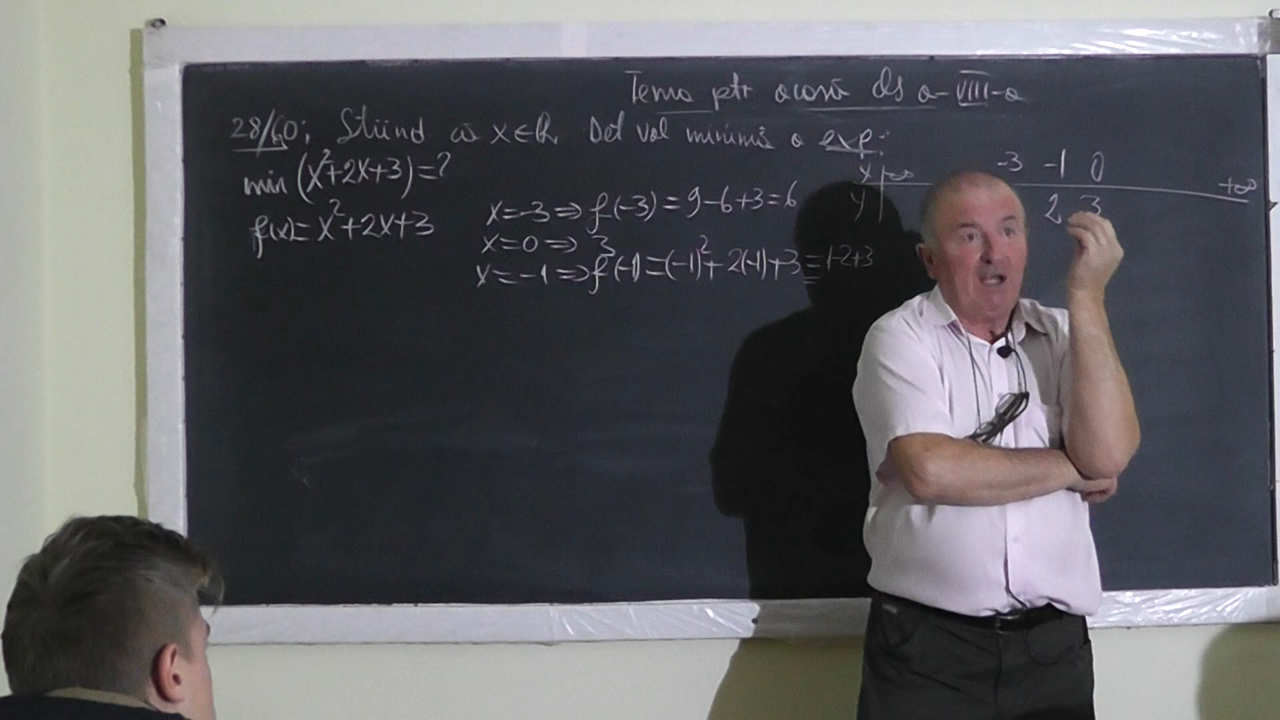 Tema ptr acasă ds a-VIII-a
28/60; Știind că x∈ℝ. Det val minimă a exp:
min (x²+2x+3)=?
f(x)=x²+2x+3
x=-3 ⇒ f(-3)=9-6+3=6
x=0 ⇒ 3
x=-1 ⇒ f(-1)=(-1)²+2(-1)+3=1-2+3
x -∞ -3 -1 0 +∞
y 2 3